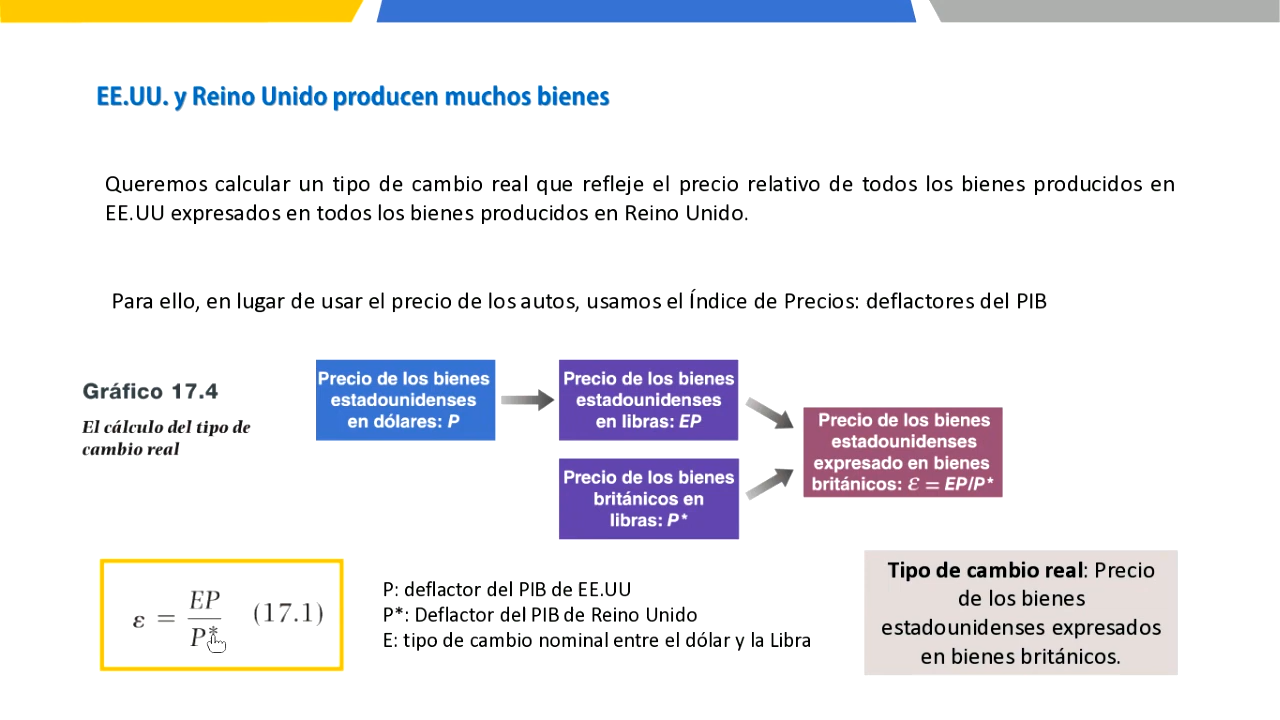 EE.UU. y Reino Unido producen muchos bienes
Queremos calcular un tipo de cambio real que refleje el precio relativo de todos los bienes producidos en
EE.UU expresados en todos los bienes producidos en Reino Unido.
Para ello, en lugar de usar el precio de los autos, usamos el Índice de Precios: deflactores del PIB
Gráfico 17.4
El cálculo del tipo de
cambio real
Precio de los bienes
estadounidenses
en dólares: P
Precio de los bienes
estadounidenses
en libras: EP
Precio de los bienes
británicos en
libras: P*
Precio de los bienes
estadounidenses
expresado en bienes
británicos: ε = EP/P*
ε = EP/P* (17.1)
P: deflactor del PIB de EE.UU
P*: Deflactor del PIB de Reino Unido
E: tipo de cambio nominal entre el dólar y la Libra
Tipo de cambio real: Precio
de los bienes
estadounidenses expresados
en bienes británicos.